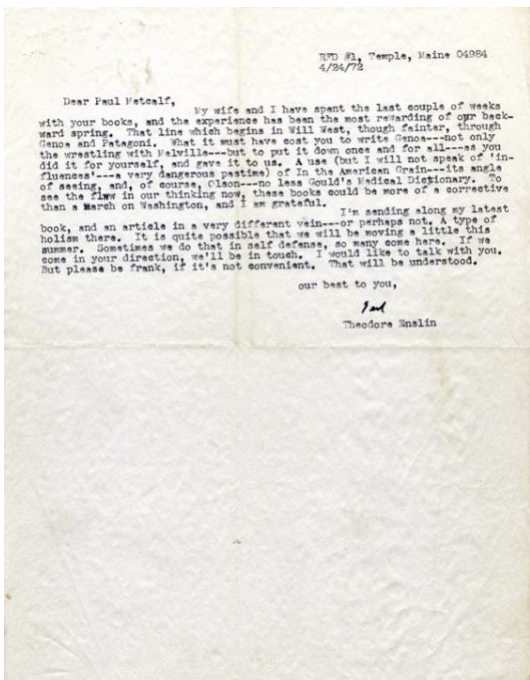 RFD #1, Temple, Maine 04984
4/24/72
Dear Paul Metcalf,
My wife and I have spent the last couple of weeks
with your books, and the experience has been the most rewarding of our back-
ward spring. That line which begins in Will West, though fainter, through
Genoa and Patagoni. What it must have cost you to write Genoa---not only
the wrestling with Melville---but to put it down once and for all---as you
did it for yourself, and gave it to us. A use (but I will not speak of 'in-
fluences'---a very dangerous pastime) of In the American Grain---its angle
of seeing, and, of course, Olson---no less Gould's Medical Dictionary. To
see the flaw in our thinking now, these books could be more of a corrective
than a March on Washington, and I am grateful.
I'm sending along my latest
book, and an article in a very different vein---or perhaps not. A type of
holism there. It is quite possible that we will be moving a little this
summer. Sometimes we do that in self defense, so many come here. If we
come in your direction, we'll be in touch. I would like to talk with you.
But please be frank, if it's not convenient. That will be understood.
our best to you,
Ted
Theodore Enslin